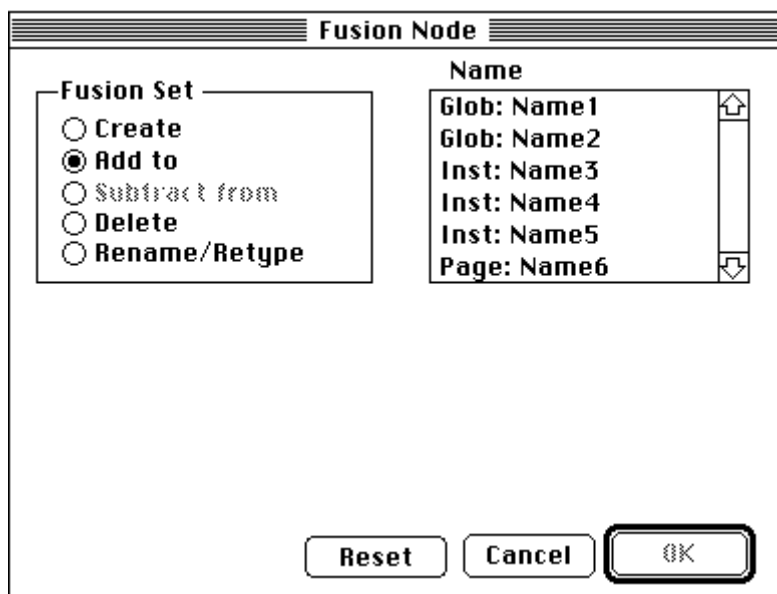 Fusion Node
Fusion Set
Create
Add to
Subtract from
Delete
Rename/Retype
Name
Glob: Name1
Glob: Name2
Inst: Name3
Inst: Name4
Inst: Name5
Page: Name6
Reset
Cancel
OK